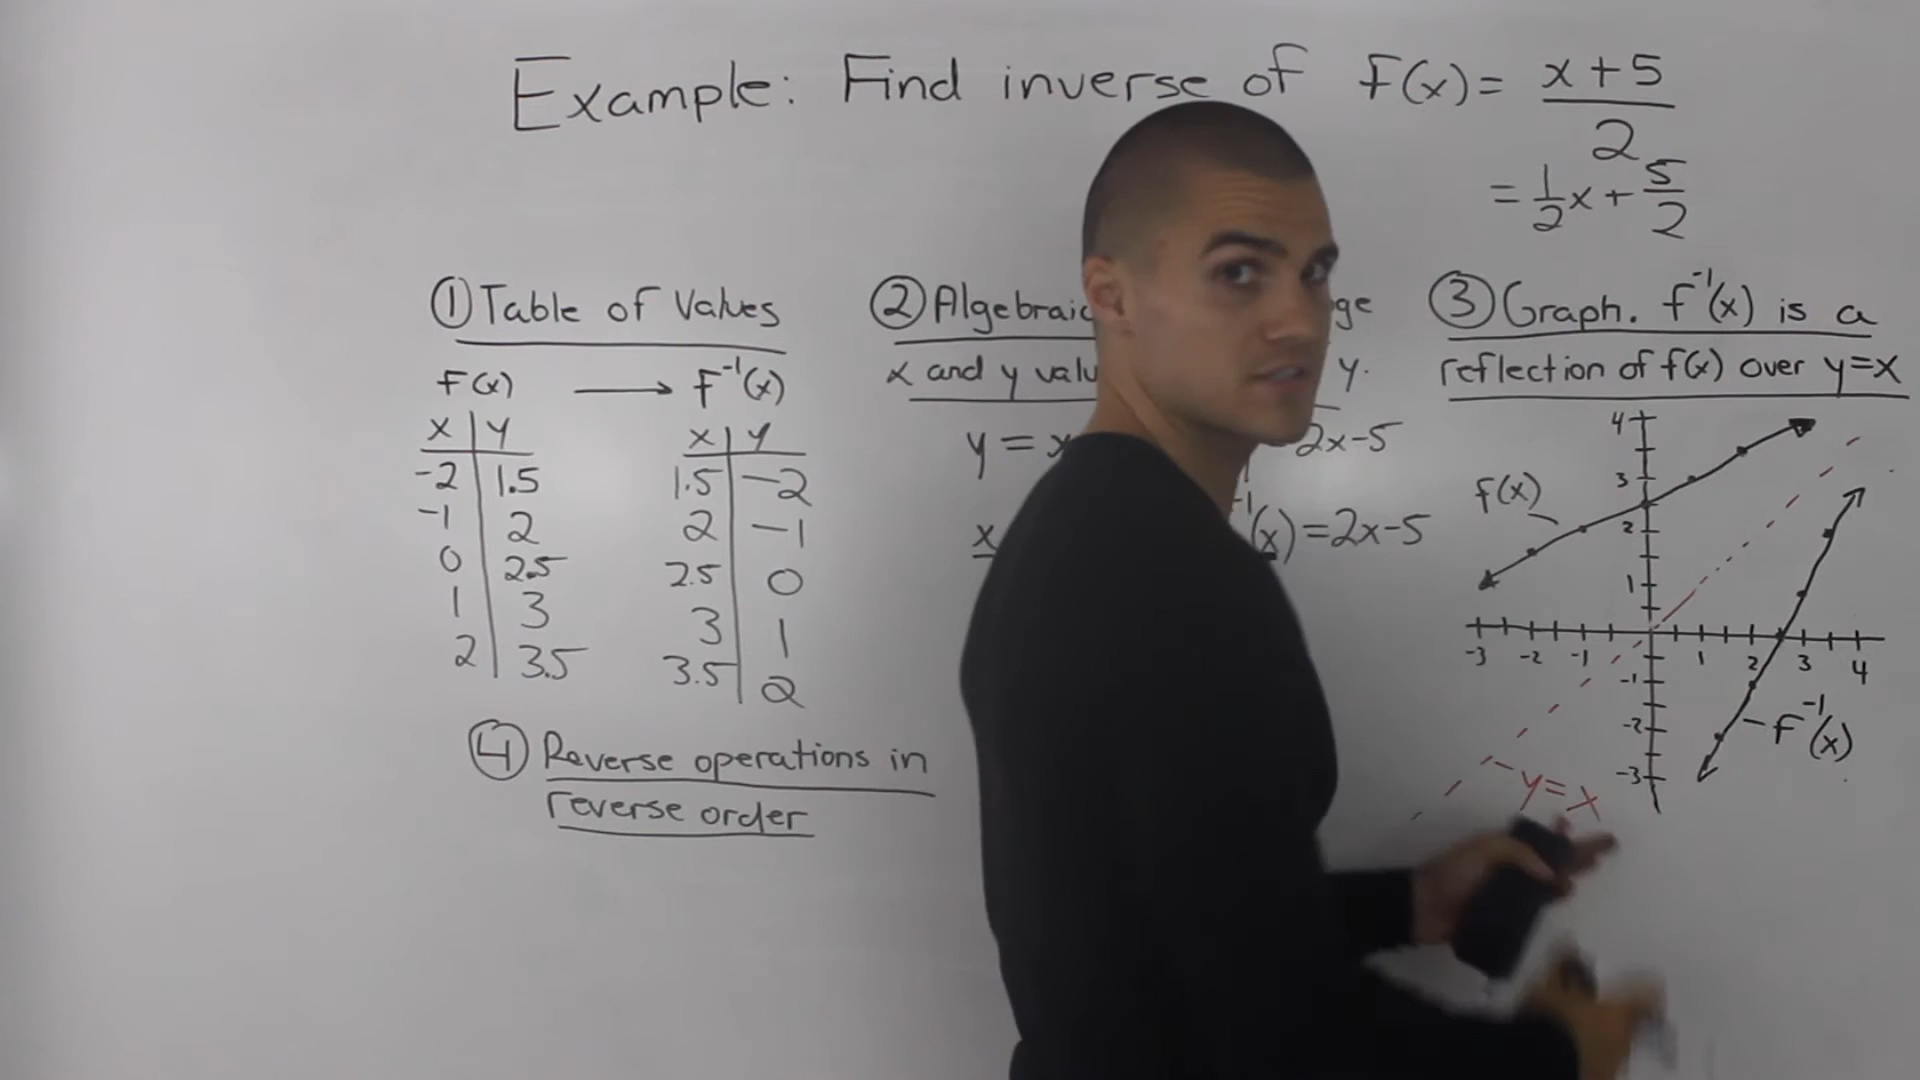 Example: Find inverse of F(x) = x+5
2
= 1/2 x + 5/2
① Table of Values
F(x) → F⁻¹(x)
x | y
-2 | 1.5
-1 | 2
0 | 2.5
1 | 3
2 | 3.5
x | y
1.5 | -2
2 | -1
2.5 | 0
3 | 1
3.5 | 2
② Algebraic
x and y y.
y = x 2x-5
x (x) = 2x-5
③ Graph. f⁻¹(x) is a
reflection of f(x) over y=x
4
f(x)
3
2
1
-3 -2 -1 1 2 3 4
-1
-2
-3
F⁻¹(x)
y=x
④ Reverse operations in
reverse order